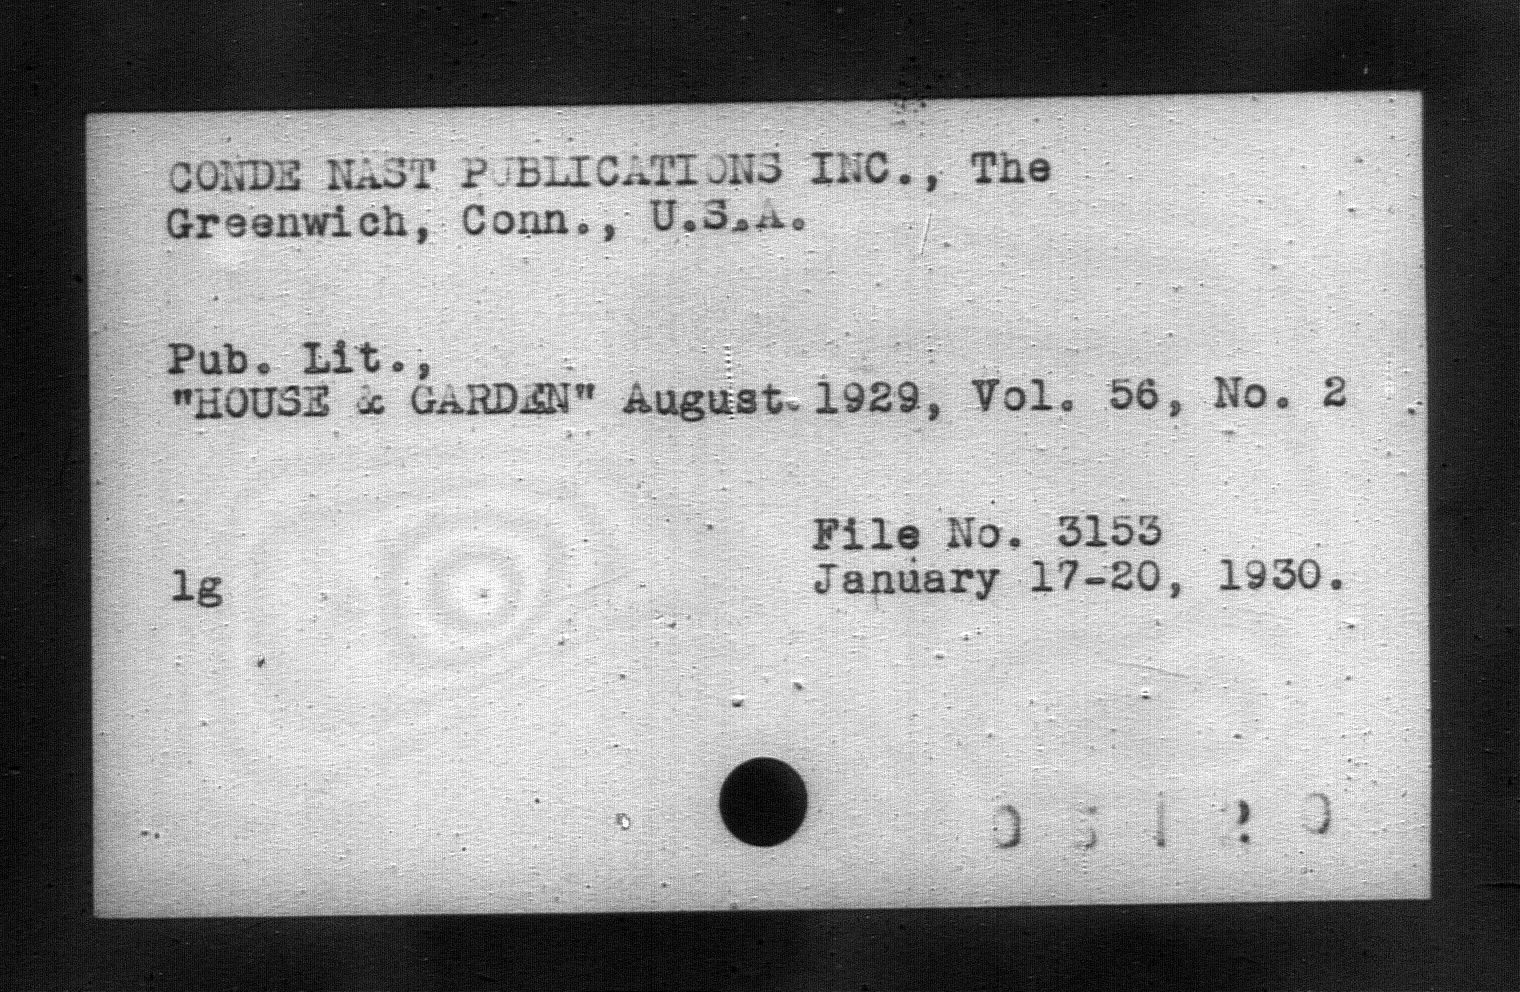 CONDE NAST PUBLICATIONS INC., The
Greenwich, Conn., U.S.A.
Pub. Lit.,
"HOUSE & GARDEN" August 1929, Vol. 56, No. 2
File No. 3153
January 17-20, 1930.
lg